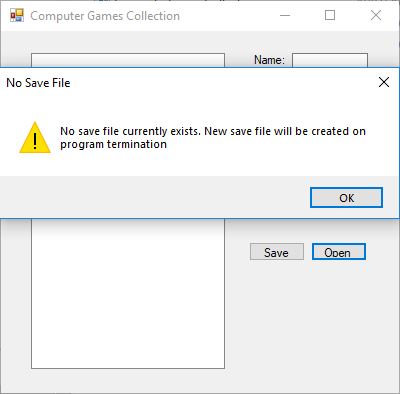 Computer Games Collection
Name:
No Save File
No save file currently exists. New save file will be created on
program termination
OK
Save
Open